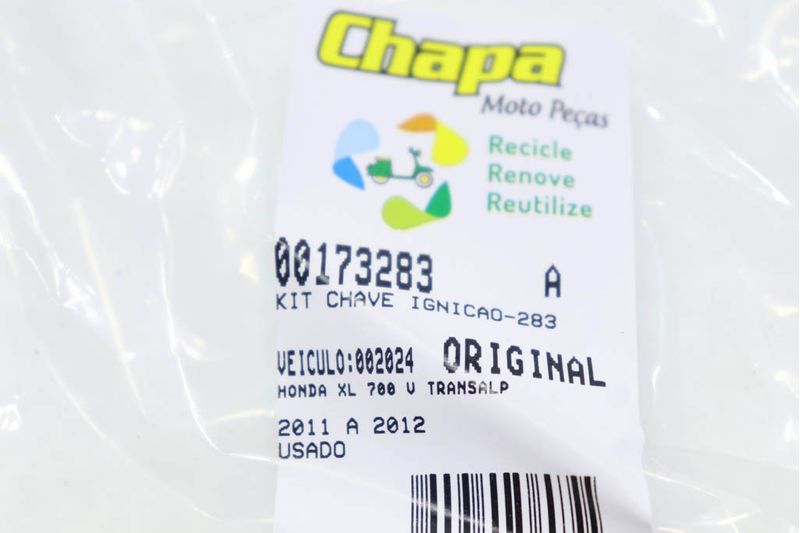 Chapa
Moto Peças
Recicle
Renove
Reutilize
00173283 A
KIT CHAVE IGNICAO-283
VEICULO:002024 ORIGINAL
HONDA XL 700 V TRANSALP
2011 A 2012
USADO